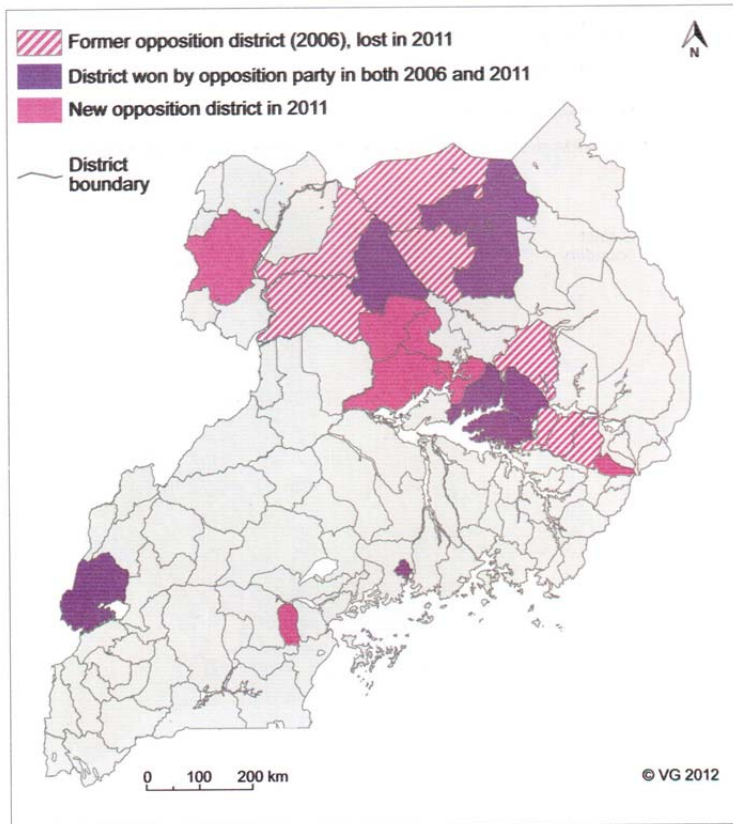 Former opposition district (2006), lost in 2011
N
District won by opposition party in both 2006 and 2011
New opposition district in 2011
District
boundary
0 100 200 km
© VG 2012